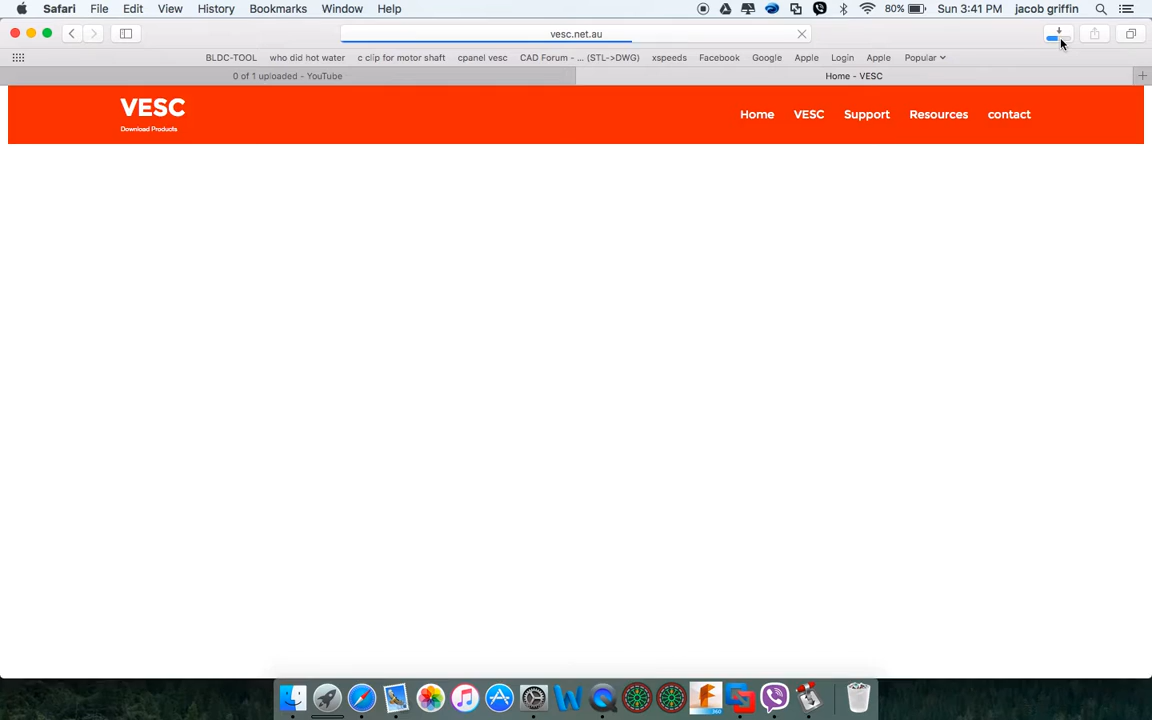 Safari File Edit View History Bookmarks Window Help 80% Sun 3:41 PM jacob griffin
vesc.net.au
BLDC-TOOL who did hot water c clip for motor shaft cpanel vesc CAD Forum - ... (STL->DWG) xspeeds Facebook Google Apple Login Apple Popular
0 of 1 uploaded - YouTube Home - VESC
VESC Home VESC Support Resources contact
Download Products